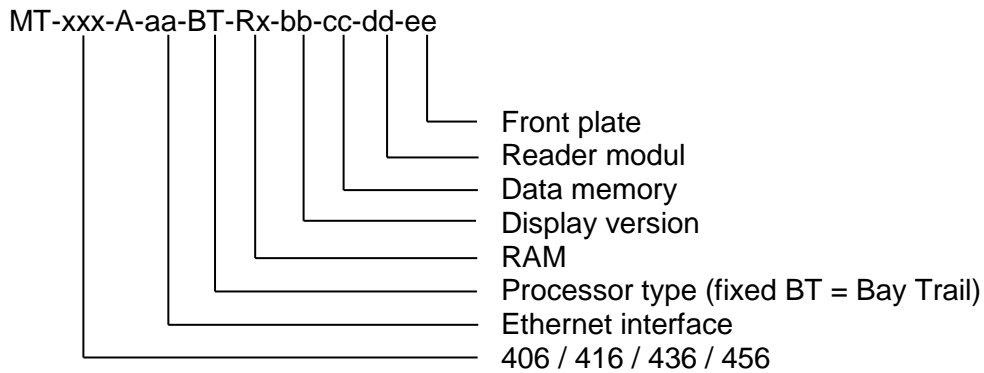 MT-xxx-A-aa-BT-Rx-bb-cc-dd-ee
Front plate
Reader modul
Data memory
Display version
RAM
Processor type (fixed BT = Bay Trail)
Ethernet interface
406 / 416 / 436 / 456